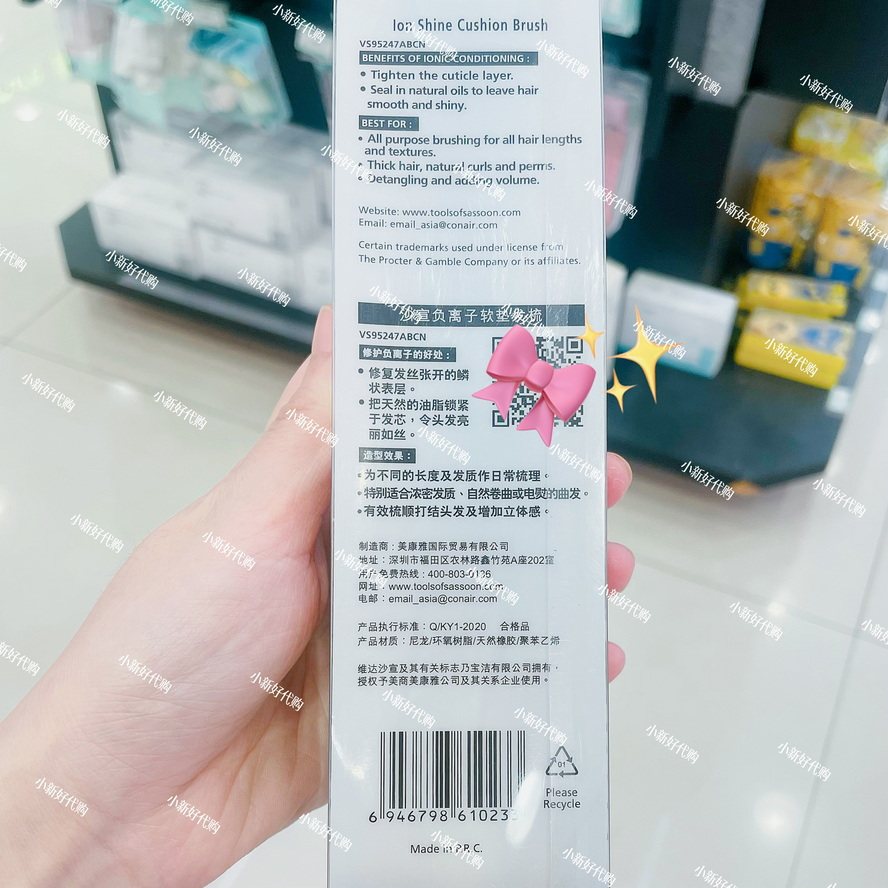 Ion Shine Cushion Brush
VS95247ABCN
BENEFITS OF IONIC CONDITIONING :
• Tighten the cuticle layer.
• Seal in natural oils to leave hair
smooth and shiny.
BEST FOR :
• All purpose brushing for all hair lengths
and textures.
• Thick hair, natural curls and perms.
• Detangling and adding volume.
Website: www.toolsofsassoon.com
Email: email_asia@conair.com
Certain trademarks used under license from
The Procter & Gamble Company or its affiliates.
沙宣负离子软垫发梳
VS95247ABCN
修护负离子的好处：
• 修复发丝张开的鳞
状表层。
• 把天然的油脂锁紧
于发芯，令头发亮
丽如丝。
造型效果：
• 为不同的长度及发质作日常梳理。
• 特别适合浓密发质、自然卷曲或电熨的曲发。
• 有效梳顺打结头发及增加立体感。
制造商：美康雅国际贸易有限公司
地址：深圳市福田区农林路鑫竹苑A座202室
用户免费热线：400-803-0136
网址：www.toolsofsassoon.com
电邮：email_asia@conair.com
产品执行标准：Q/KY1-2020 合格品
产品材质：尼龙/环氧树脂/天然橡胶/聚苯乙烯
维达沙宣及其有关标志乃宝洁有限公司拥有，
授权予美商美康雅公司及其关系企业使用。
01
Please
Recycle
6 946798 61023
Made in P.R.C.
小新好代购